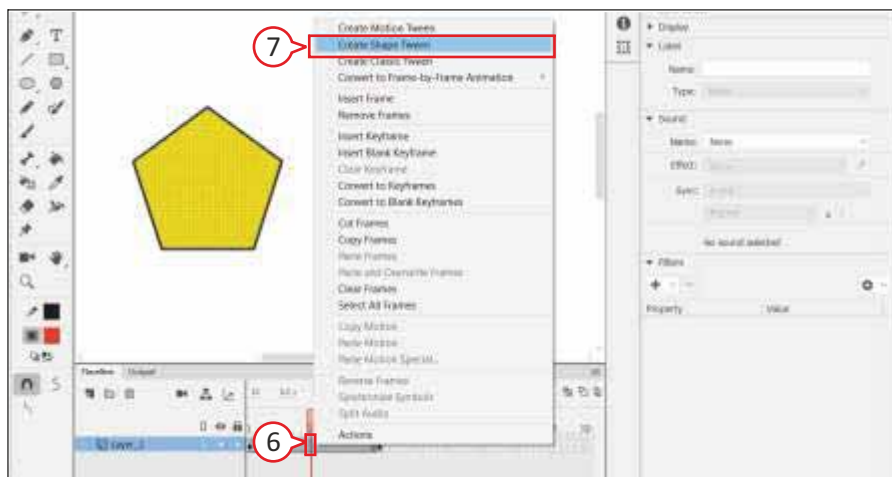 7
Create Motion Tween
Create Shape Tween
Create Classic Tween
Convert to Frame-by-Frame Animation
Insert Frame
Remove Frames
Insert Keyframe
Insert Blank Keyframe
Clear Keyframe
Convert to Keyframes
Convert to Blank Keyframes
Cut Frames
Copy Frames
Paste Frames
Paste and Overwrite Frames
Clear Frames
Select All Frames
Copy Motion
Paste Motion
Paste Motion Special...
Reverse Frames
Synchronize Symbols
Split Audio
Actions
Display
Label
Name:
Type:
Sound
Name: None
Effect:
Sync:
No sound selected
Filters
Property Value
Timeline Output
Layer_1
6